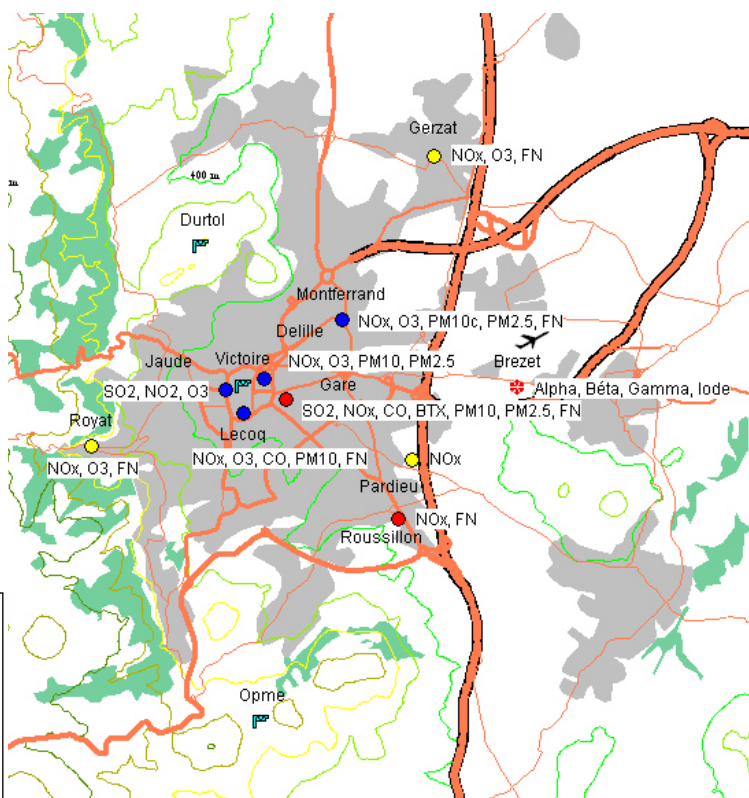 Gerzat
NOx, O3, FN
400 m
m
Durtol
Montferrand
NOx, O3, PM10c, PM2.5, FN
Delille
Brezet
Jaude
Victoire
NOx, O3, PM10, PM2.5
SO2, NO2, O3
Gare
Alpha, Béta, Gamma, Iode
SO2, NOx, CO, BTX, PM10, PM2.5, FN
Royat
Lecoq
NOx, O3, FN
NOx, O3, CO, PM10, FN
NOx
Pardieu
NOx, FN
Roussillon
Opme